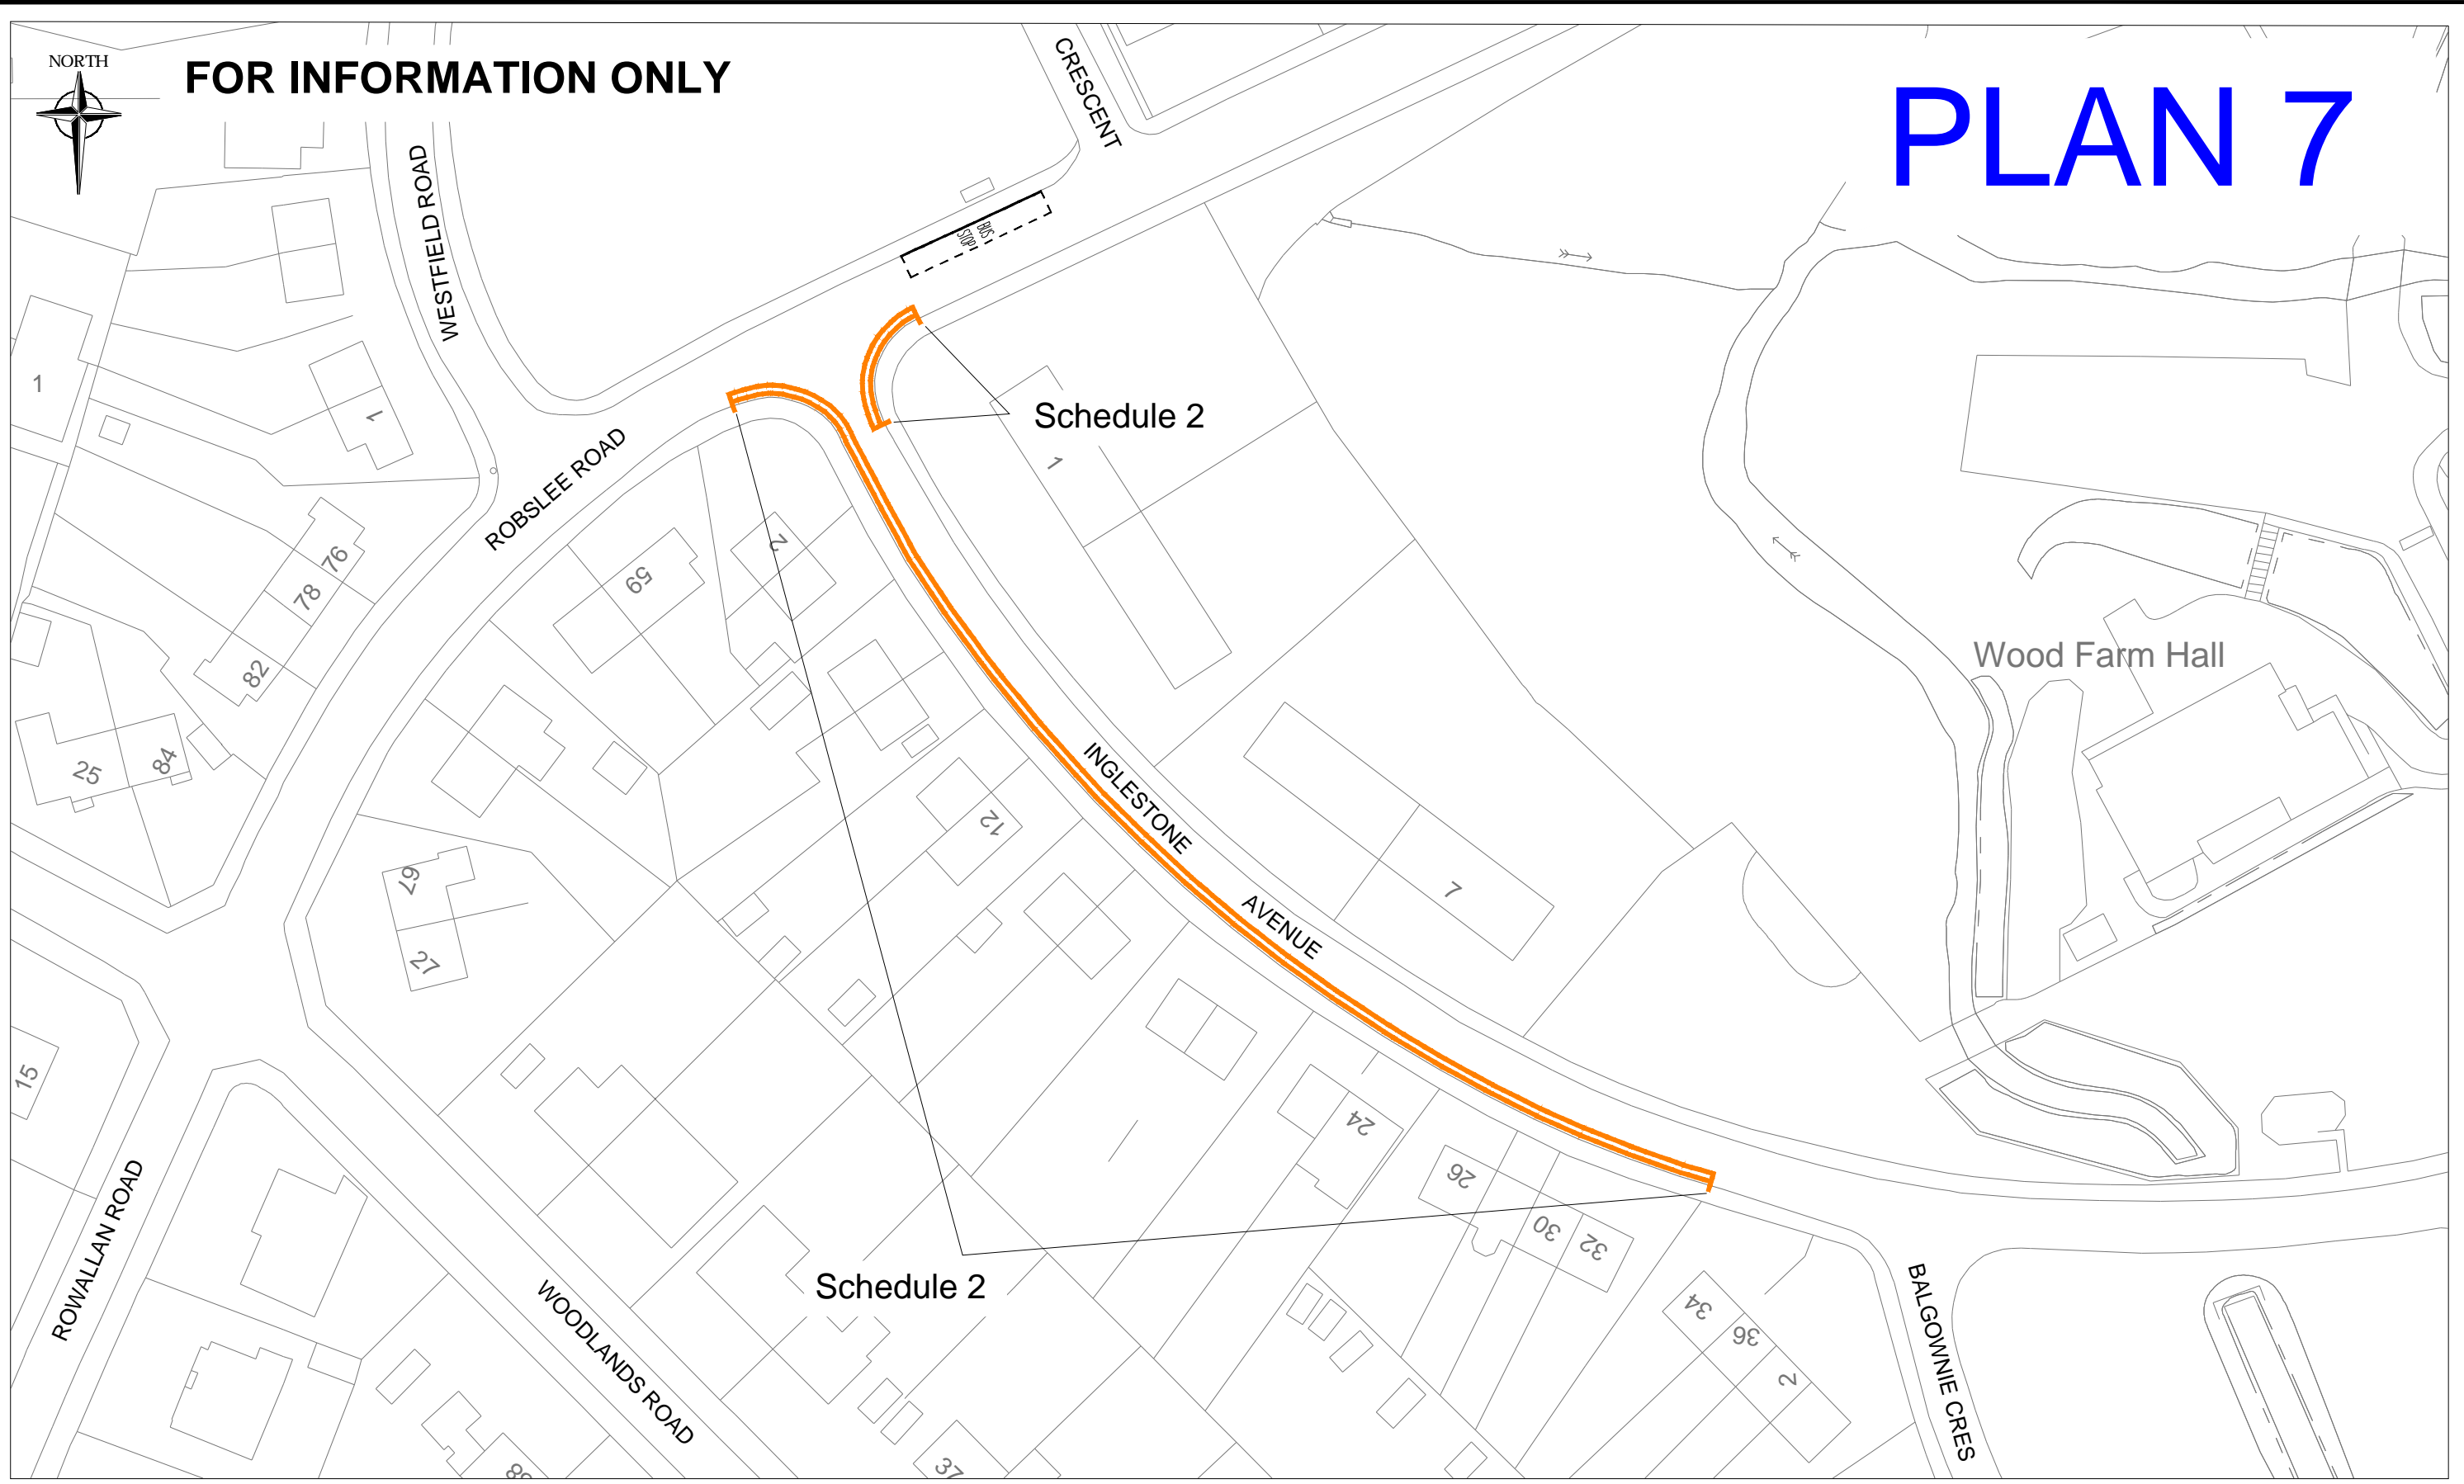 NORTH
FOR INFORMATION ONLY
PLAN 7
CRESCENT
WESTFIELD ROAD
BUS
STOP
1
1
Schedule 2
1
ROBSLEE ROAD
2
59
76
78
82
Wood Farm Hall
25
84
INGLESTONE
AVENUE
12
67
27
7
15
24
26
30
32
ROWALLAN ROAD
Schedule 2
WOODLANDS ROAD
34
36
2
BALGOWNIE CRES
37